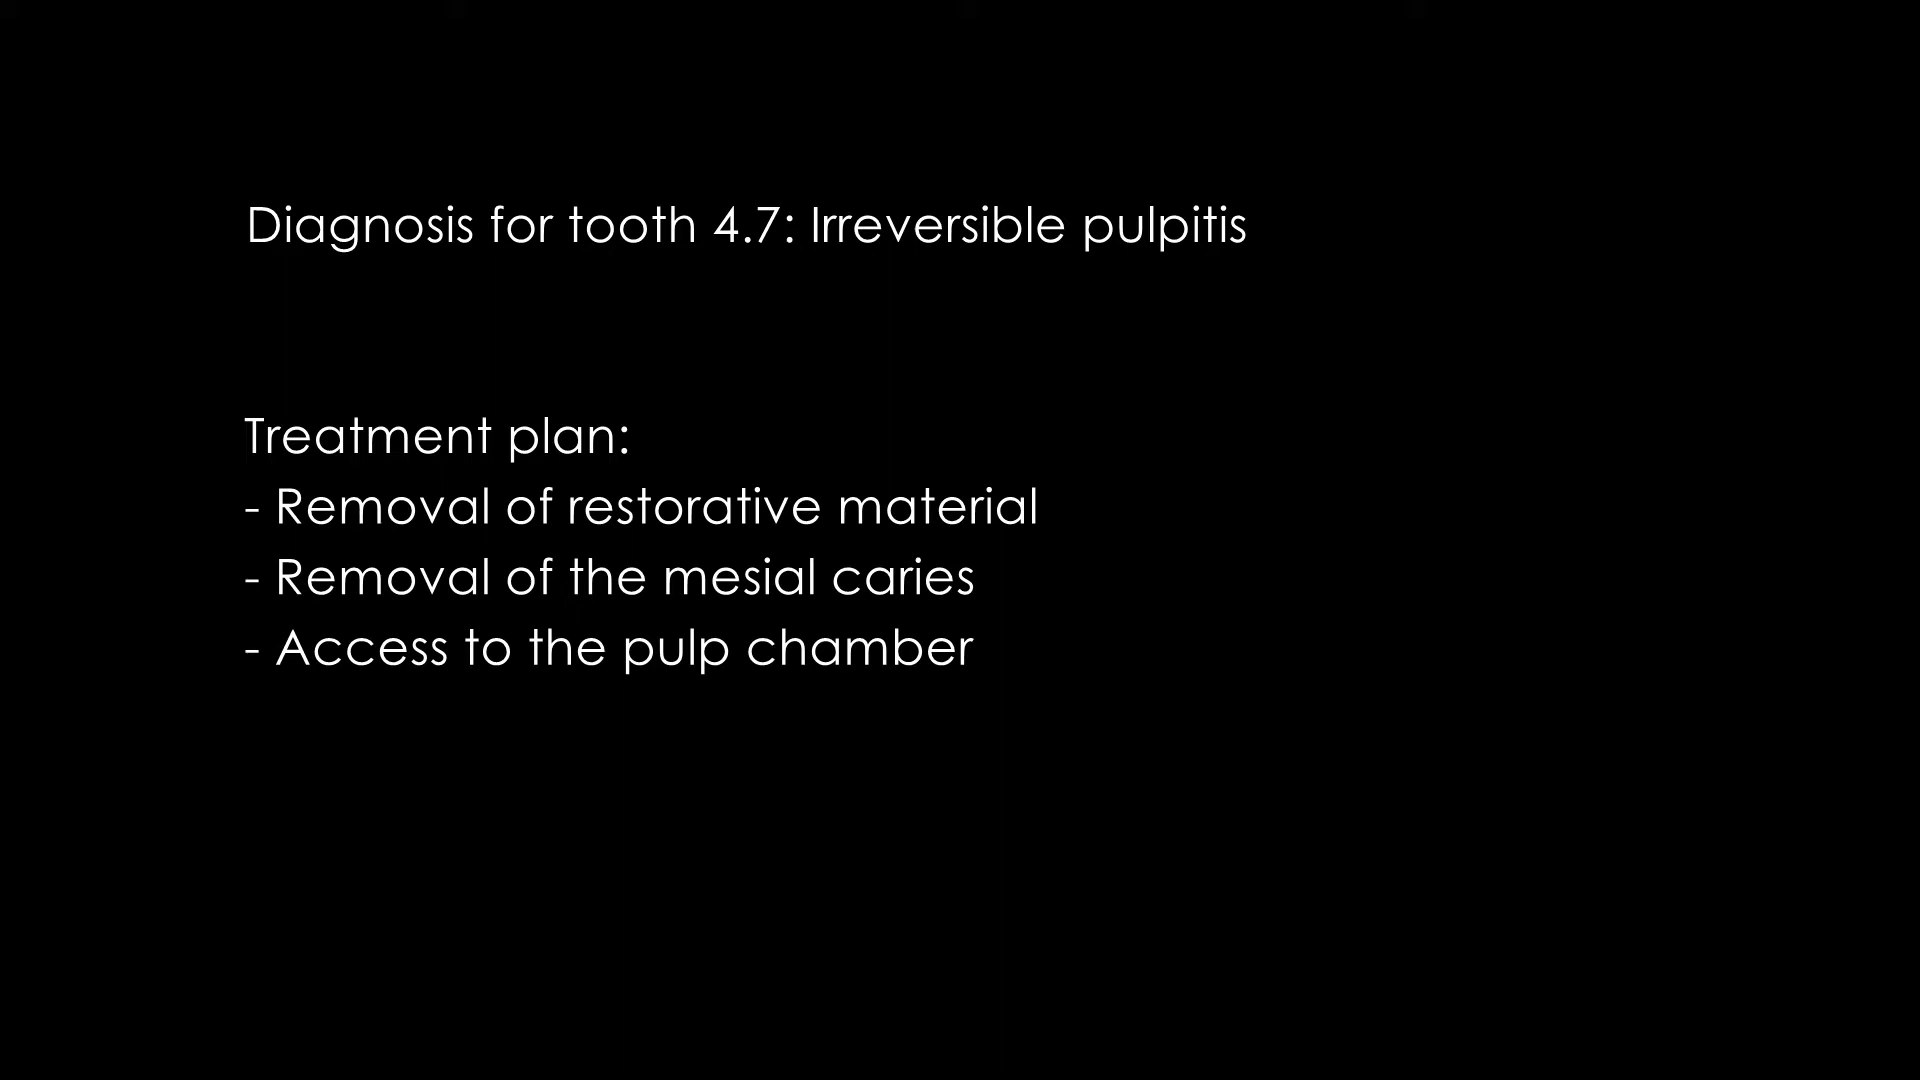 Diagnosis for tooth 4.7: Irreversible pulpitis
Treatment plan:
- Removal of restorative material
- Removal of the mesial caries
- Access to the pulp chamber